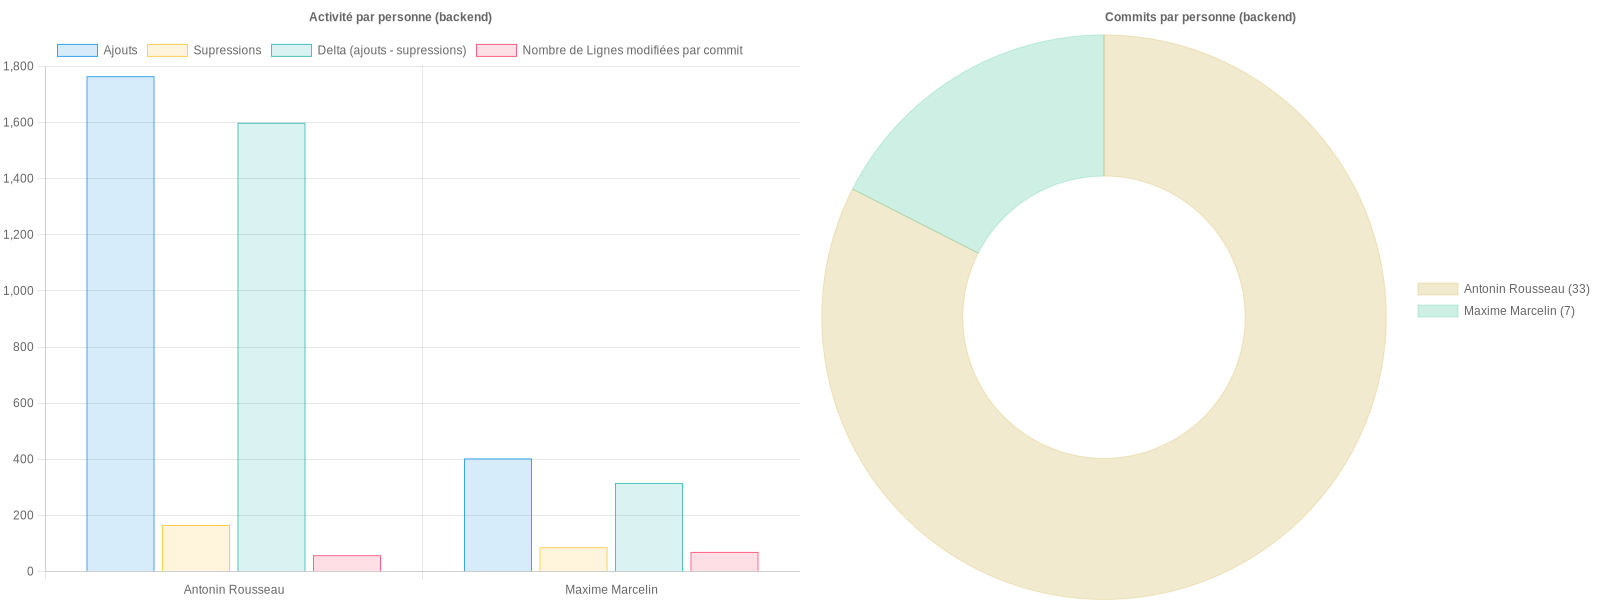 Activité par personne (backend)
Ajouts
Supressions
Delta (ajouts - supressions)
Nombre de Lignes modifiées par commit
1,800
1,600
1,400
1,200
1,000
800
600
400
200
0
Antonin Rousseau
Maxime Marcelin
Commits par personne (backend)
Antonin Rousseau (33)
Maxime Marcelin (7)